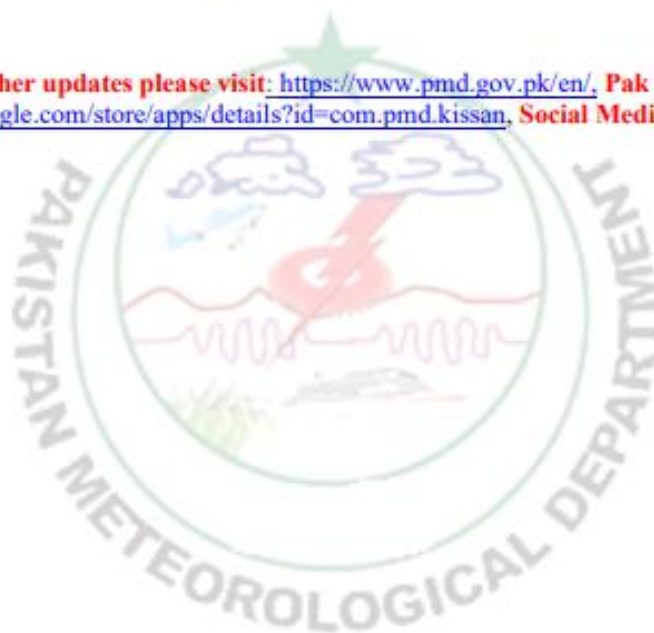 her updates please visit: https://www.pmd.gov.pk/en/, Pak
gle.com/store/apps/details?id=com.pmd.kissan, Social Medi
PAKISTAN METEOROLOGICAL DEPARTMENT